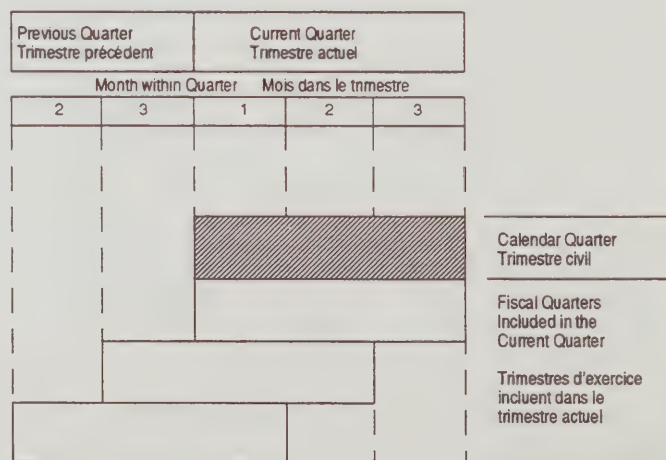 Previous Quarter
Trimestre précédent
Current Quarter
Trimestre actuel
Month within Quarter Mois dans le trimestre
2 3 1 2 3
Calendar Quarter
Trimestre civil
Fiscal Quarters
Included in the
Current Quarter
Trimestres d'exercice
incluent dans le
trimestre actuel